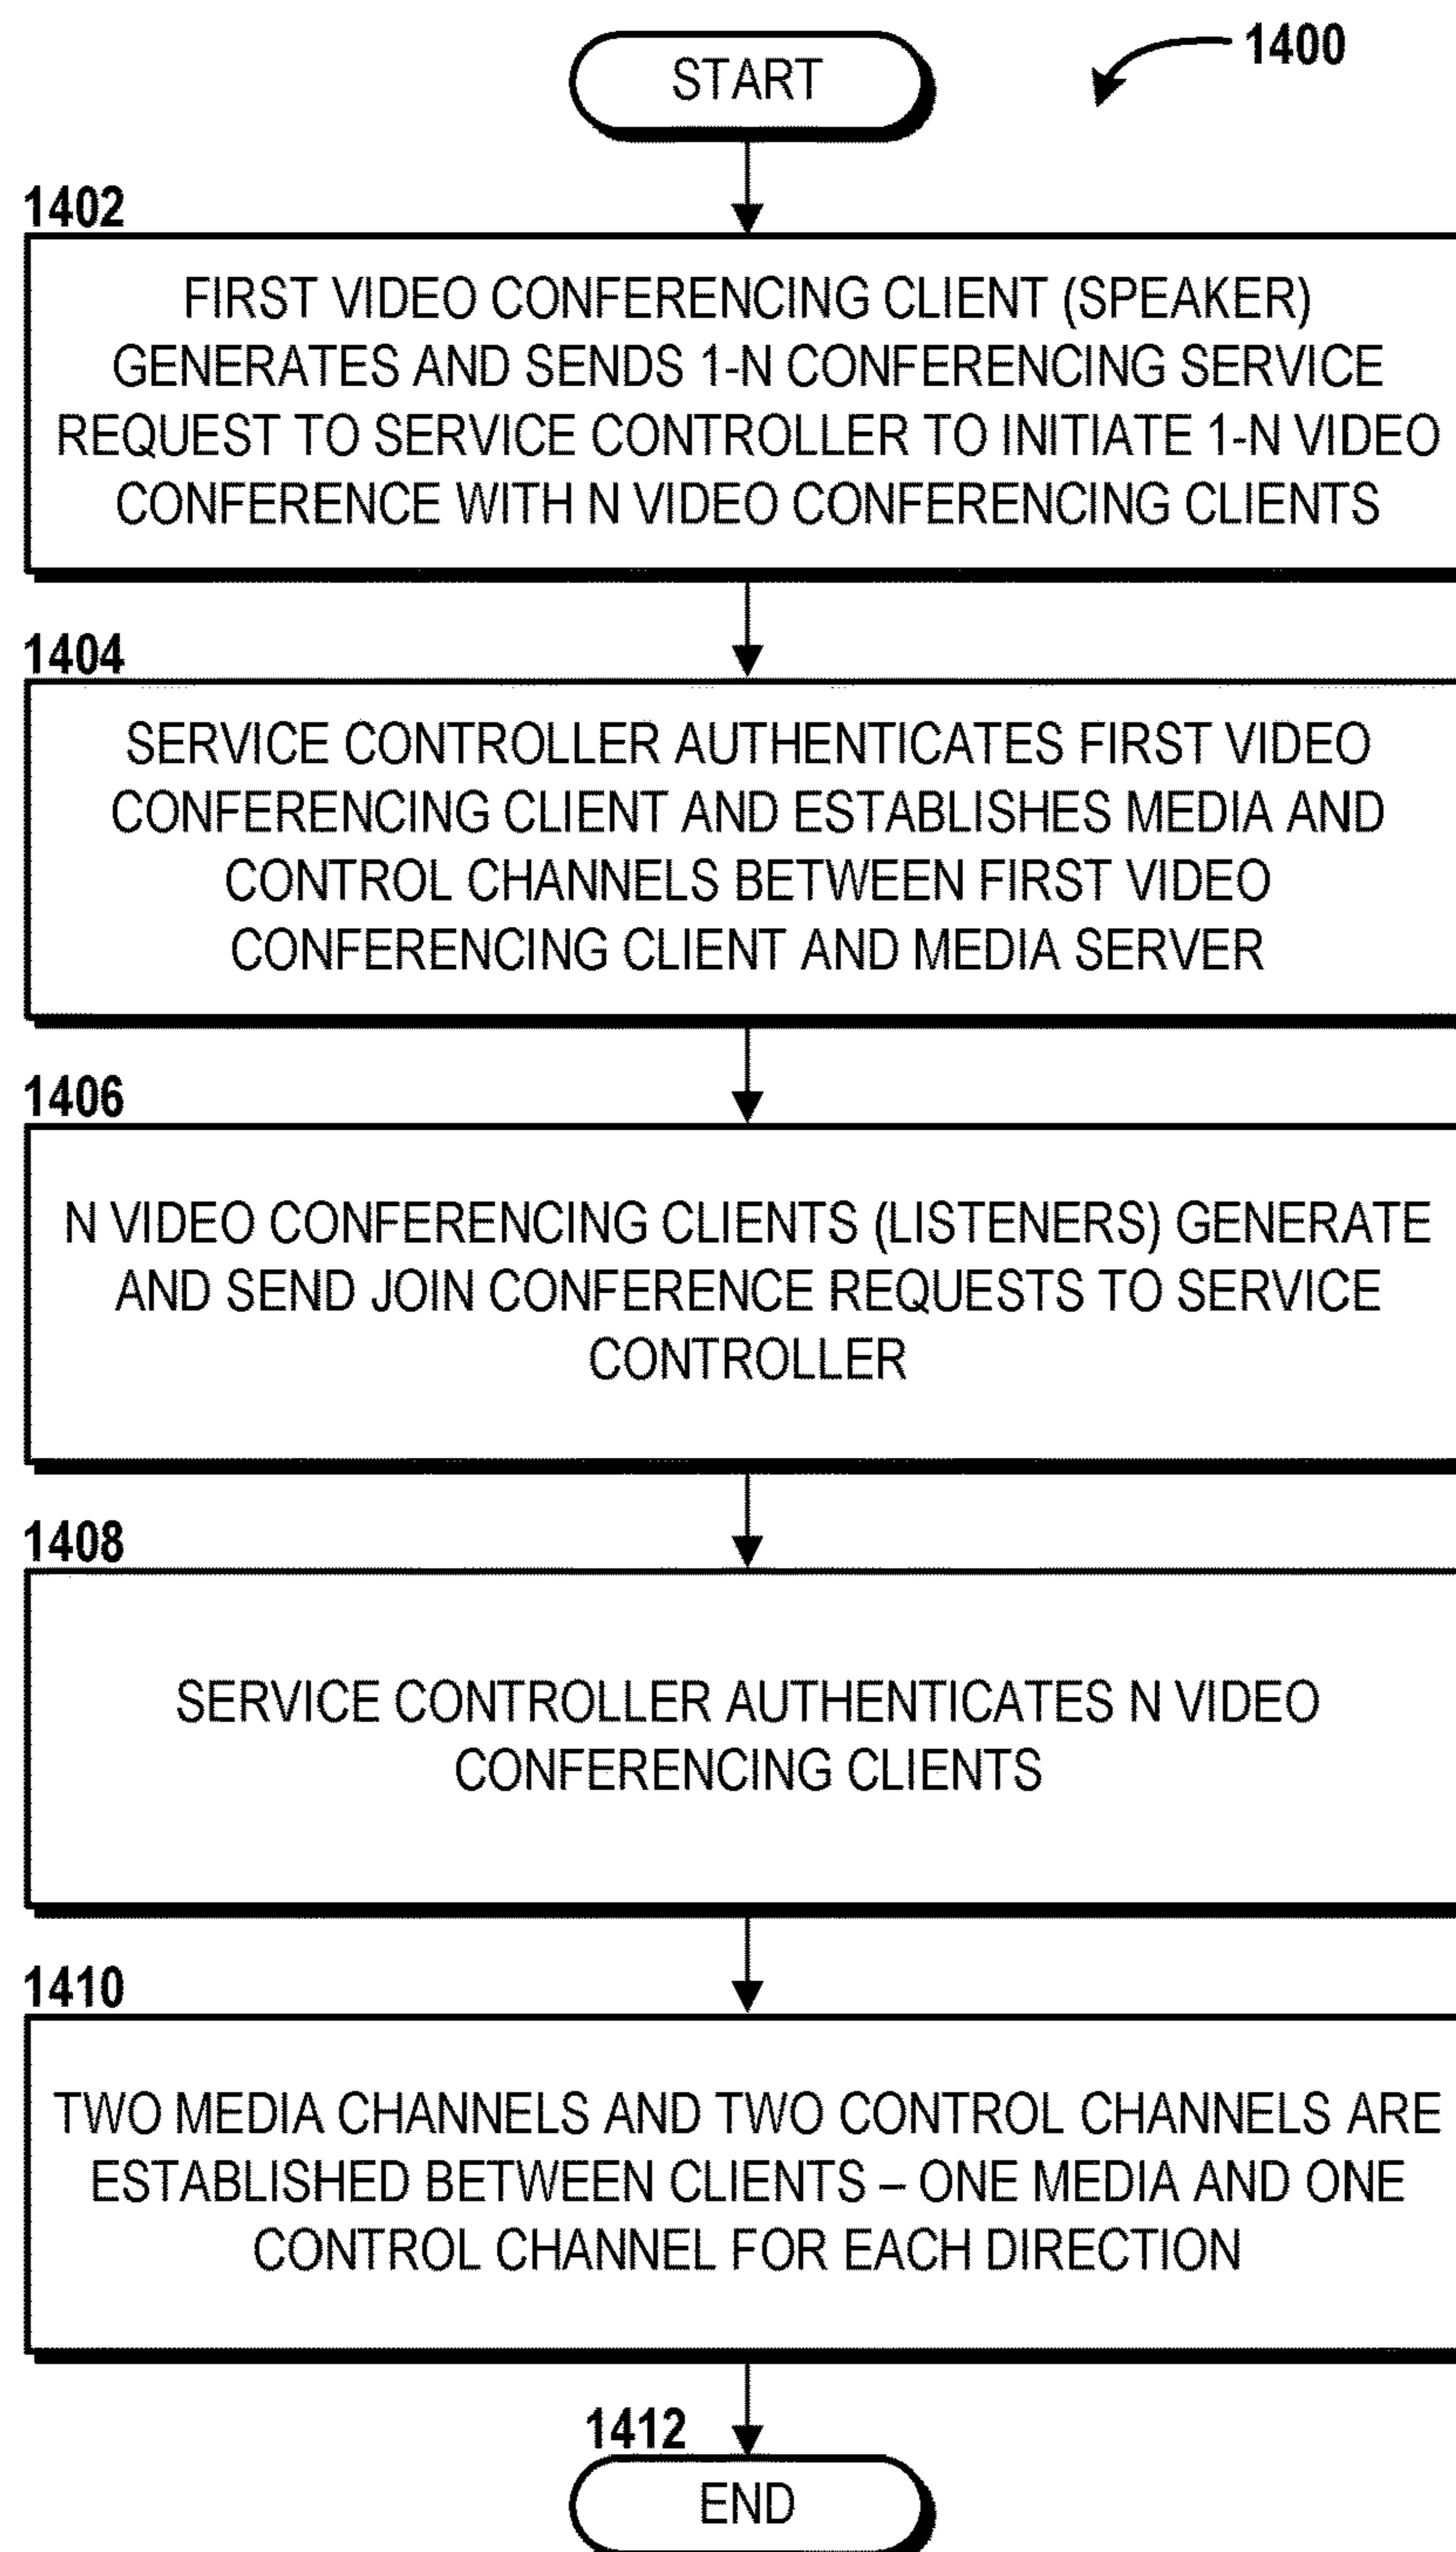 START
1400
1402
FIRST VIDEO CONFERENCING CLIENT (SPEAKER)
GENERATES AND SENDS 1-N CONFERENCING SERVICE
REQUEST TO SERVICE CONTROLLER TO INITIATE 1-N VIDEO
CONFERENCE WITH N VIDEO CONFERENCING CLIENTS
1404
SERVICE CONTROLLER AUTHENTICATES FIRST VIDEO
CONFERENCING CLIENT AND ESTABLISHES MEDIA AND
CONTROL CHANNELS BETWEEN FIRST VIDEO
CONFERENCING CLIENT AND MEDIA SERVER
1406
N VIDEO CONFERENCING CLIENTS (LISTENERS) GENERATE
AND SEND JOIN CONFERENCE REQUESTS TO SERVICE
CONTROLLER
1408
SERVICE CONTROLLER AUTHENTICATES N VIDEO
CONFERENCING CLIENTS
1410
TWO MEDIA CHANNELS AND TWO CONTROL CHANNELS ARE
ESTABLISHED BETWEEN CLIENTS – ONE MEDIA AND ONE
CONTROL CHANNEL FOR EACH DIRECTION
1412
END